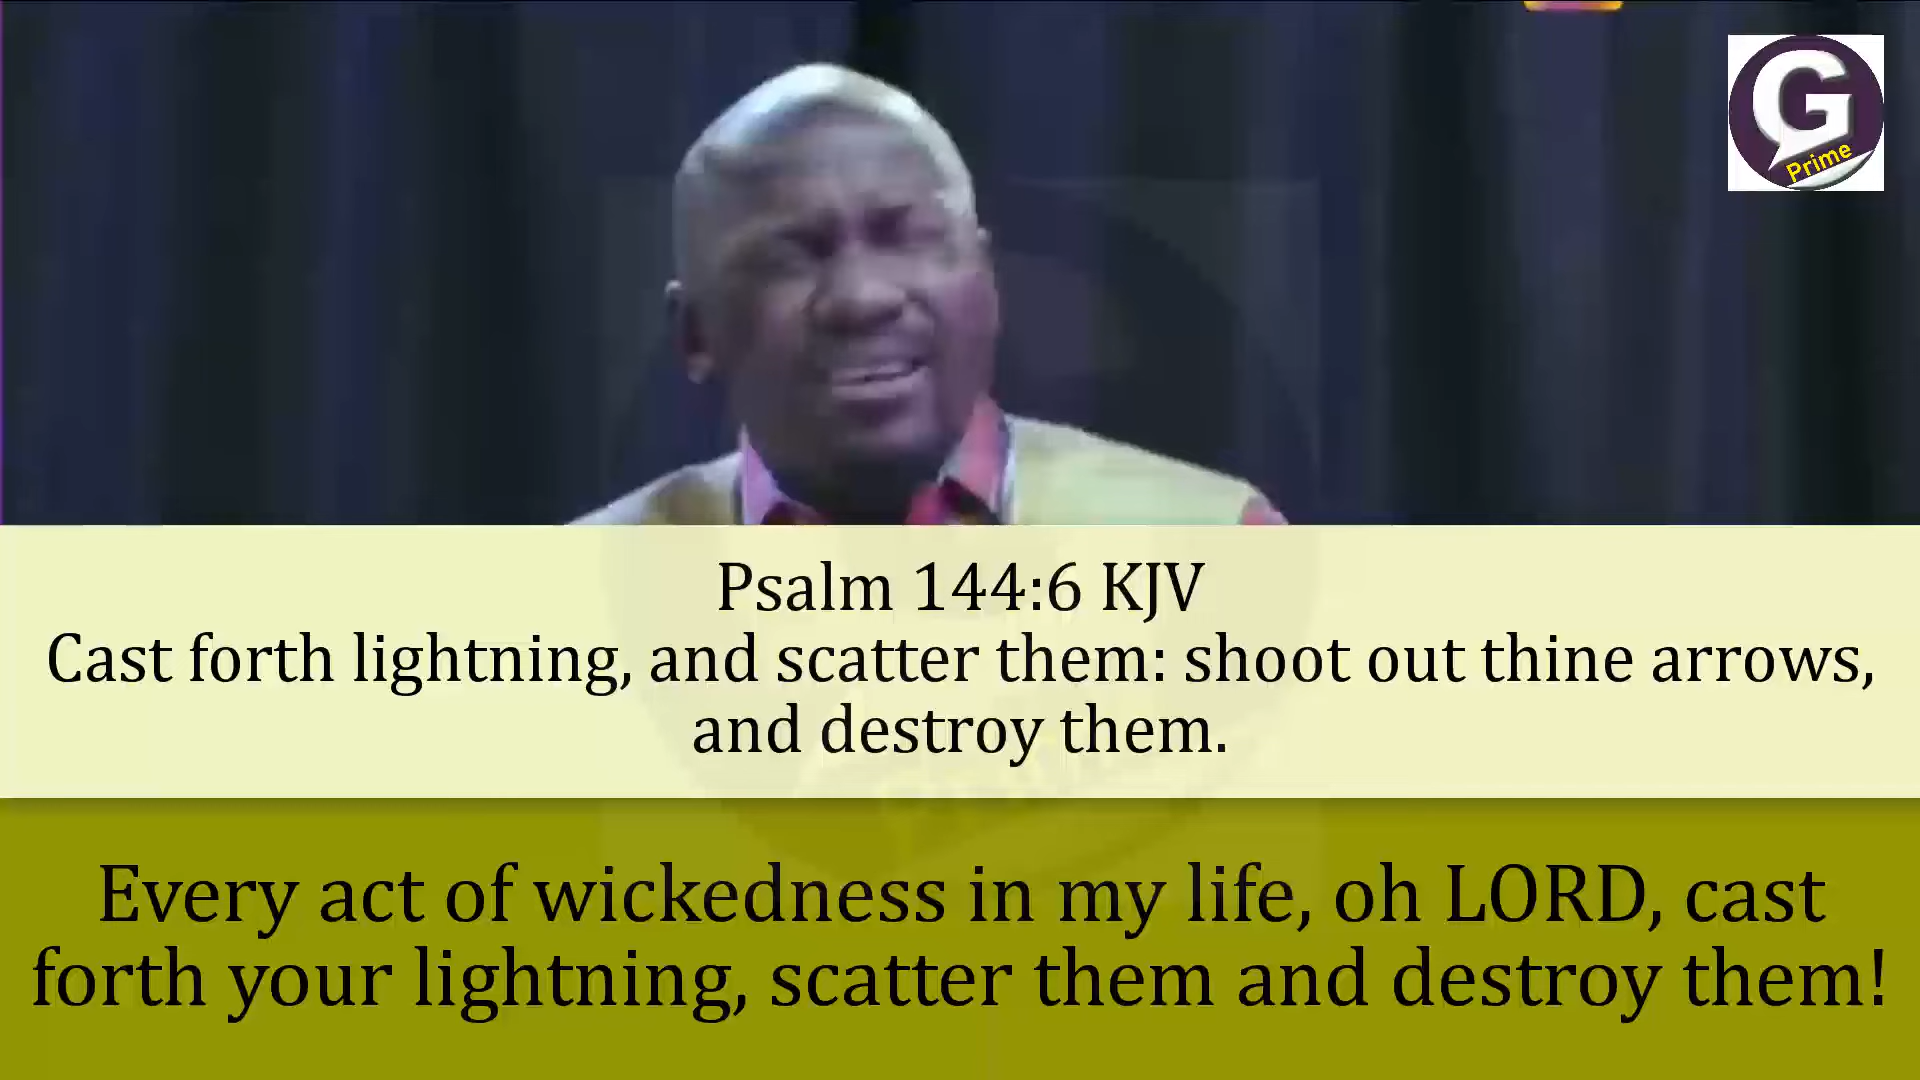 G
Prime
Psalm 144:6 KJV
Cast forth lightning, and scatter them: shoot out thine arrows,
and destroy them.
Every act of wickedness in my life, oh LORD, cast
forth your lightning, scatter them and destroy them!